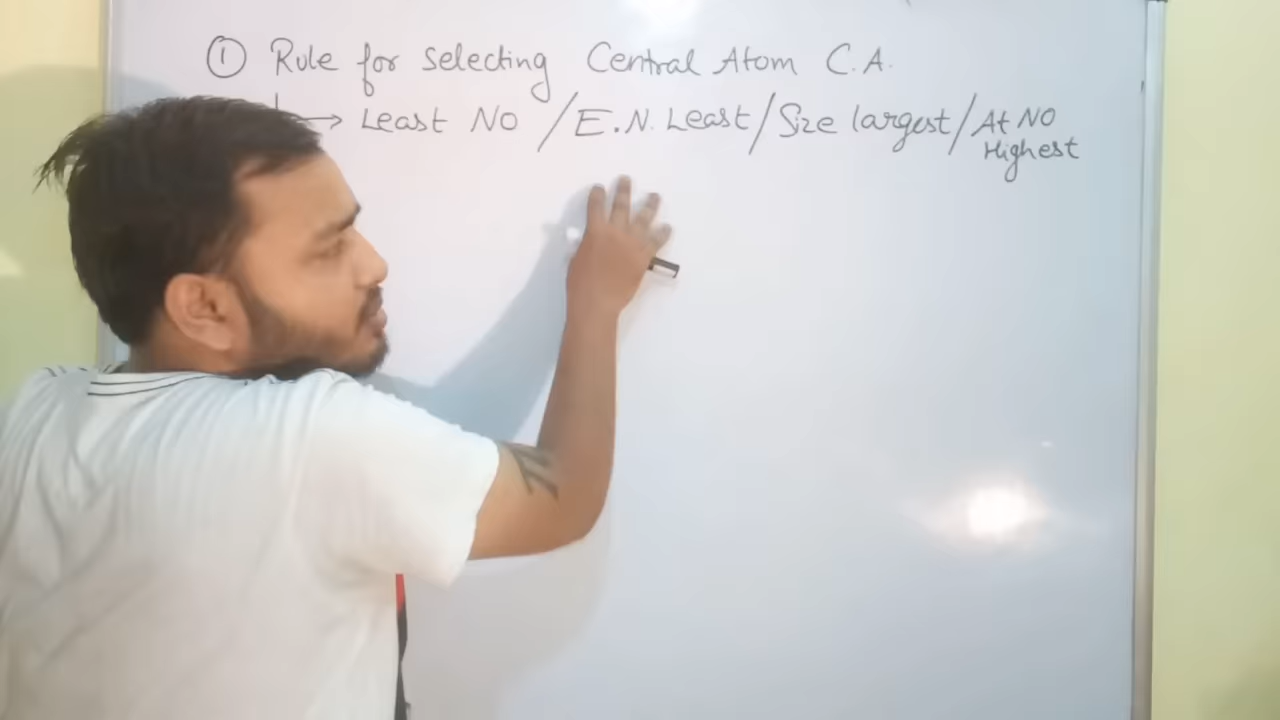 ① Rule for selecting Central Atom C.A.
→ Least NO / E.N. Least / Size largest / At NO
Highest